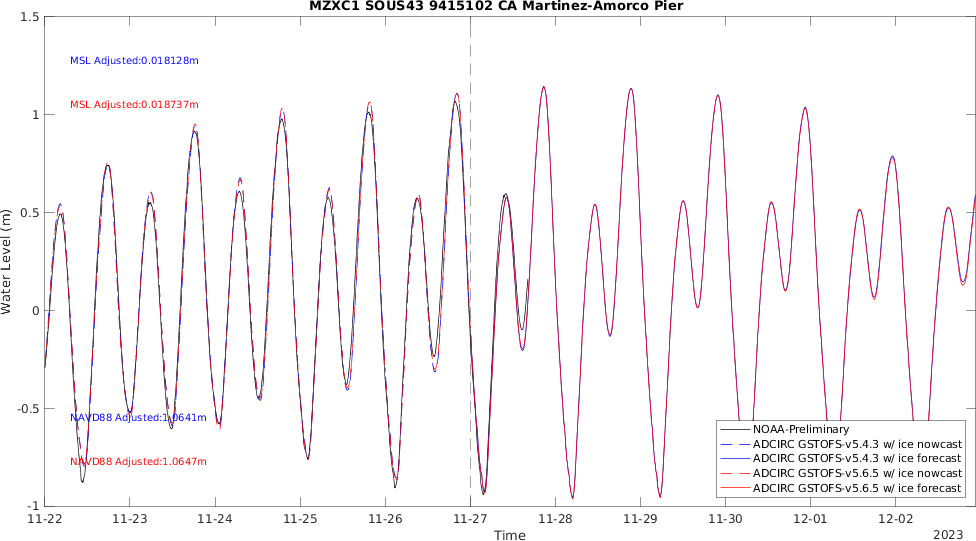 MZXC1 SOUS43 9415102 CA Martinez-Amorco Pier
1.5
1
0.5
0
-0.5
-1
Water Level (m)
MSL Adjusted:0.018128m
MSL Adjusted:0.018737m
NAVD88 Adjusted:1.0641m
NAVD88 Adjusted:1.0647m
NOAA-Preliminary
ADCIRC GSTOFS-v5.4.3 w/ ice nowcast
ADCIRC GSTOFS-v5.4.3 w/ ice forecast
ADCIRC GSTOFS-v5.6.5 w/ ice nowcast
ADCIRC GSTOFS-v5.6.5 w/ ice forecast
11-22 11-23 11-24 11-25 11-26 11-27 11-28 11-29 11-30 12-01 12-02
Time
2023